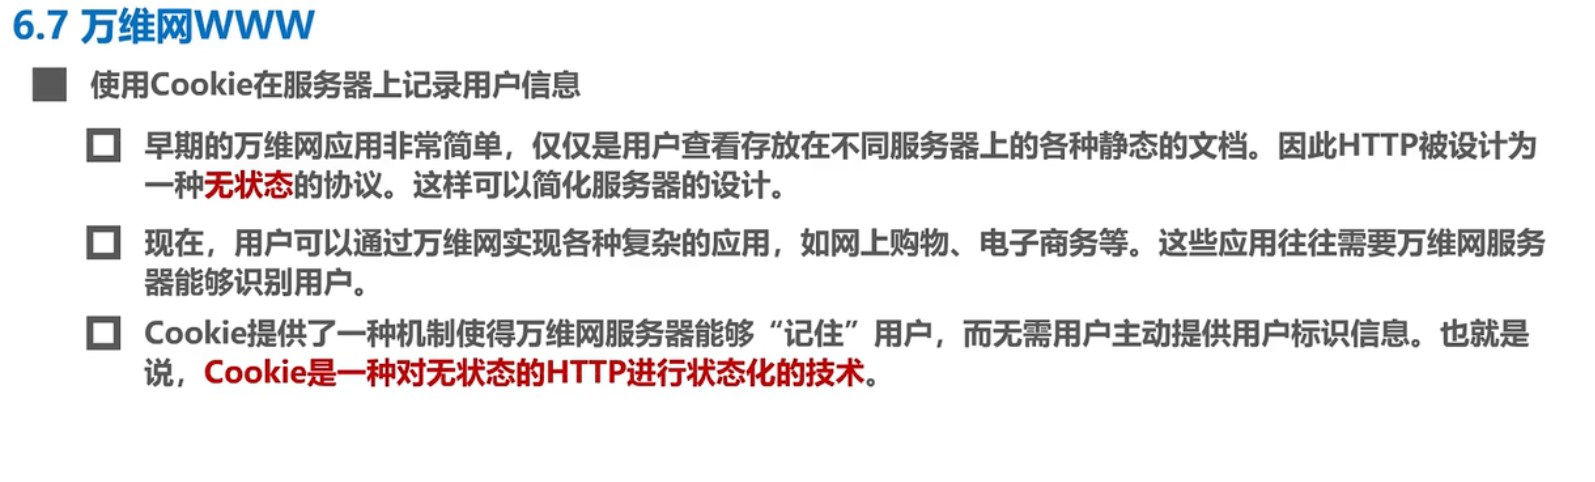 6.7 万维网WWW
使用Cookie在服务器上记录用户信息
早期的万维网应用非常简单，仅仅是用户查看存放在不同服务器上的各种静态的文档。因此HTTP被设计为
一种无状态的协议。这样可以简化服务器的设计。
现在，用户可以通过万维网实现各种复杂的应用，如网上购物、电子商务等。这些应用往往需要万维网服务
器能够识别用户。
Cookie提供了一种机制使得万维网服务器能够“记住”用户，而无需用户主动提供用户标识信息。也就是
说，Cookie是一种对无状态的HTTP进行状态化的技术。